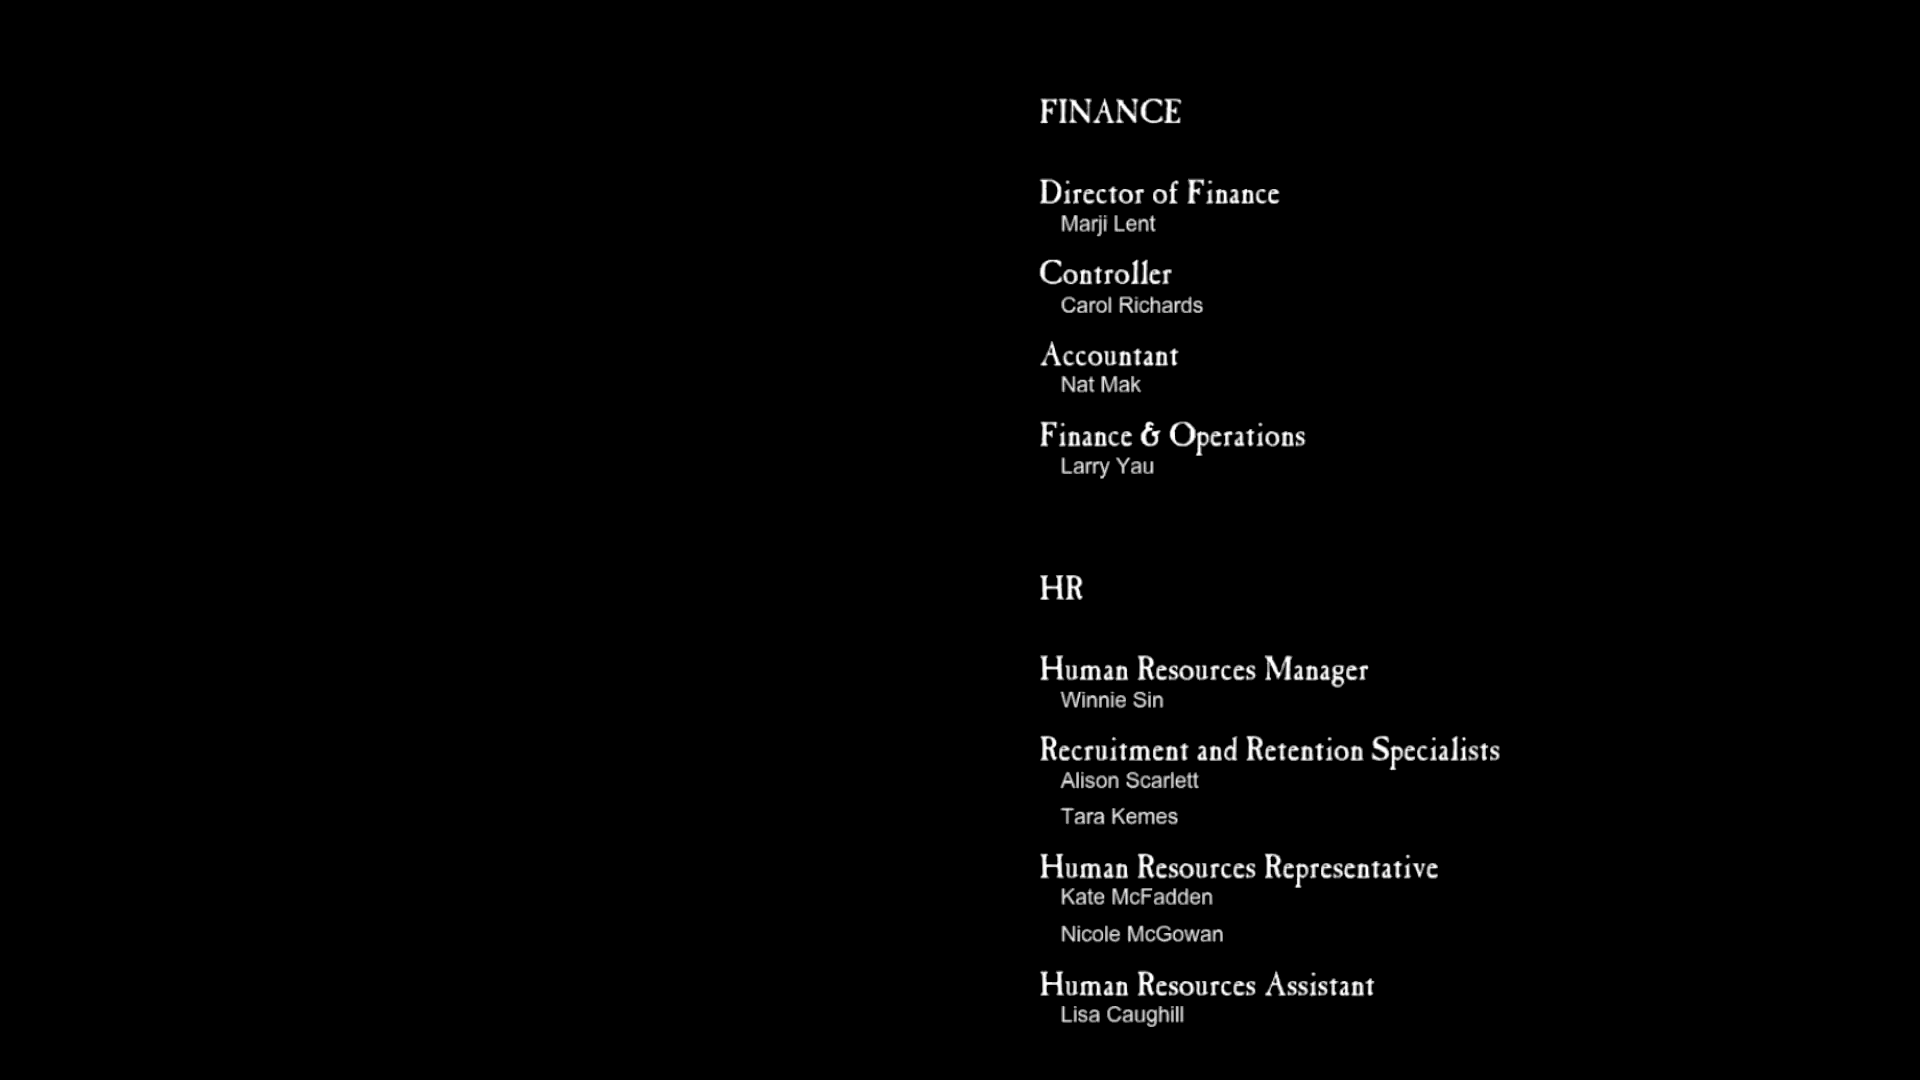 FINANCE
Director of Finance
Marji Lent
Controller
Carol Richards
Accountant
Nat Mak
Finance & Operations
Larry Yau
HR
Human Resources Manager
Winnie Sin
Recruitment and Retention Specialists
Alison Scarlett
Tara Kemes
Human Resources Representative
Kate McFadden
Nicole McGowan
Human Resources Assistant
Lisa Caughill